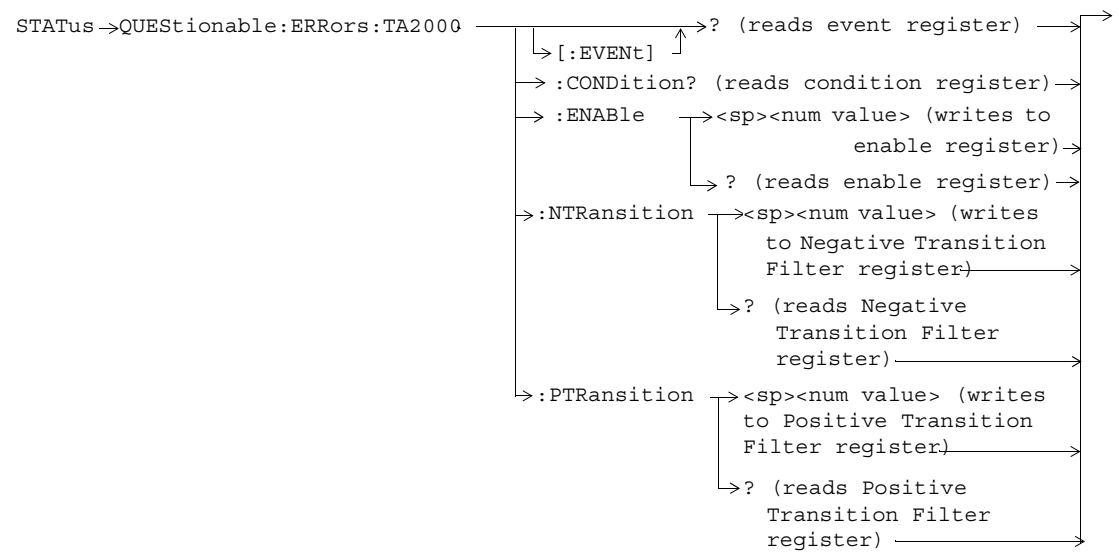 STATus QUEStionable:ERRors:TA2000 ? (reads event register)
[:EVENt]
:CONDition? (reads condition register)
:ENABle <sp><num value> (writes to
enable register)
? (reads enable register)
:NTRansition <sp><num value> (writes
to Negative Transition
Filter register)
? (reads Negative
Transition Filter
register)
:PTRansition <sp><num value> (writes
to Positive Transition
Filter register)
? (reads Positive
Transition Filter
register)